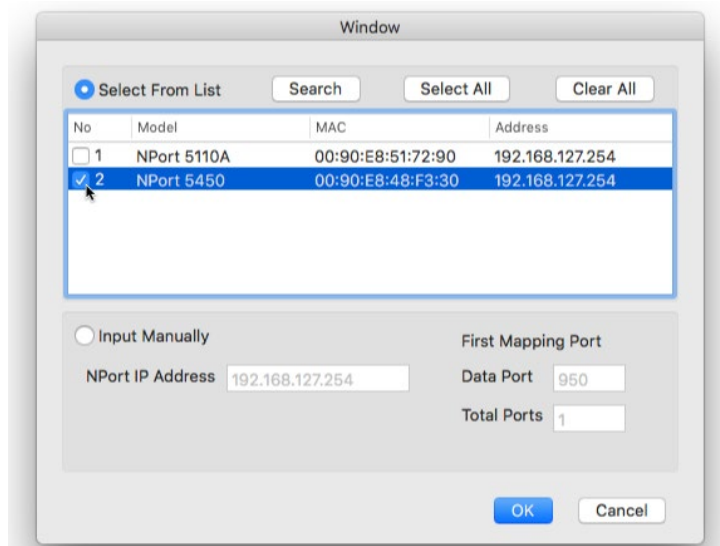 Window
Select From List Search Select All Clear All
No Model MAC Address
1 NPort 5110A 00:90:E8:51:72:90 192.168.127.254
2 NPort 5450 00:90:E8:48:F3:30 192.168.127.254
Input Manually
First Mapping Port
NPort IP Address 192.168.127.254 Data Port 950
Total Ports 1
OK Cancel